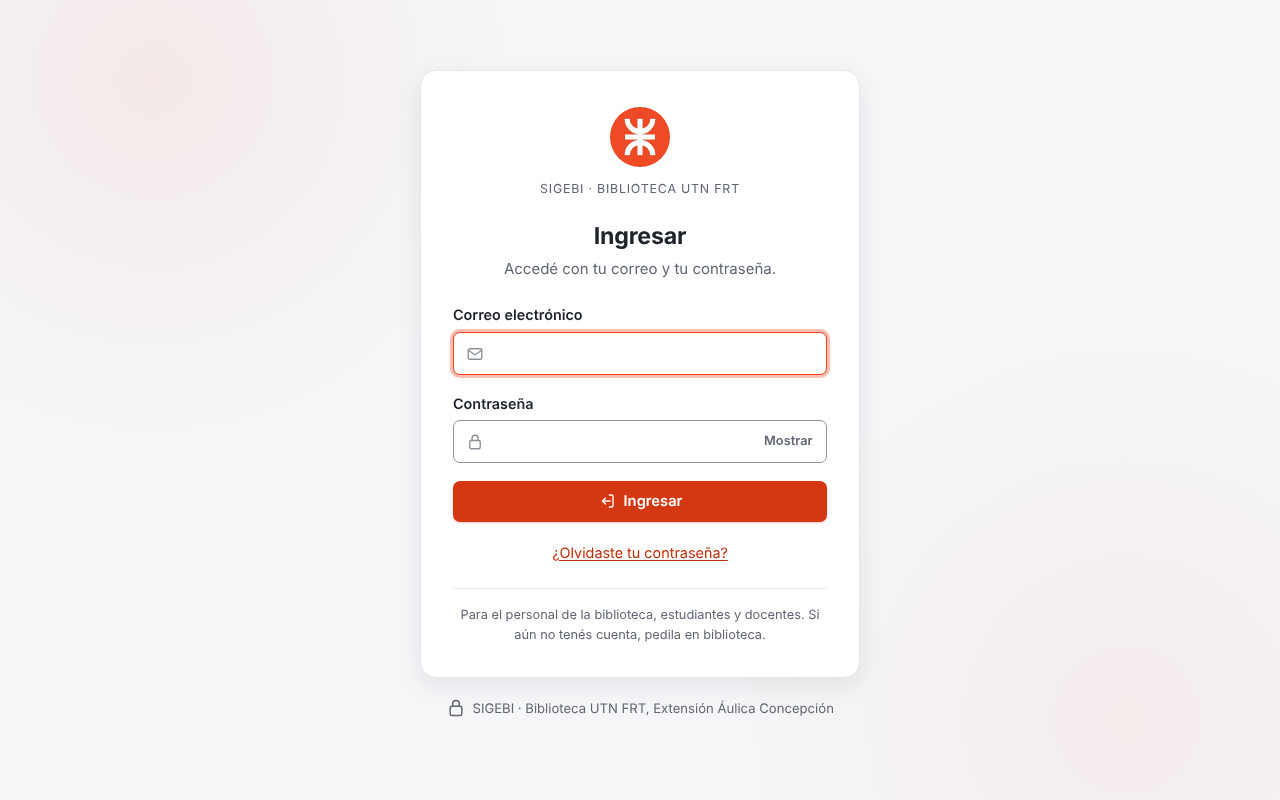 SIGEBI · BIBLIOTECA UTN FRT
Ingresar
Accedé con tu correo y tu contraseña.
Correo electrónico
Contraseña
Mostrar
Ingresar
¿Olvidaste tu contraseña?
Para el personal de la biblioteca, estudiantes y docentes. Si
aún no tenés cuenta, pedila en biblioteca.
SIGEBI · Biblioteca UTN FRT, Extensión Áulica Concepción